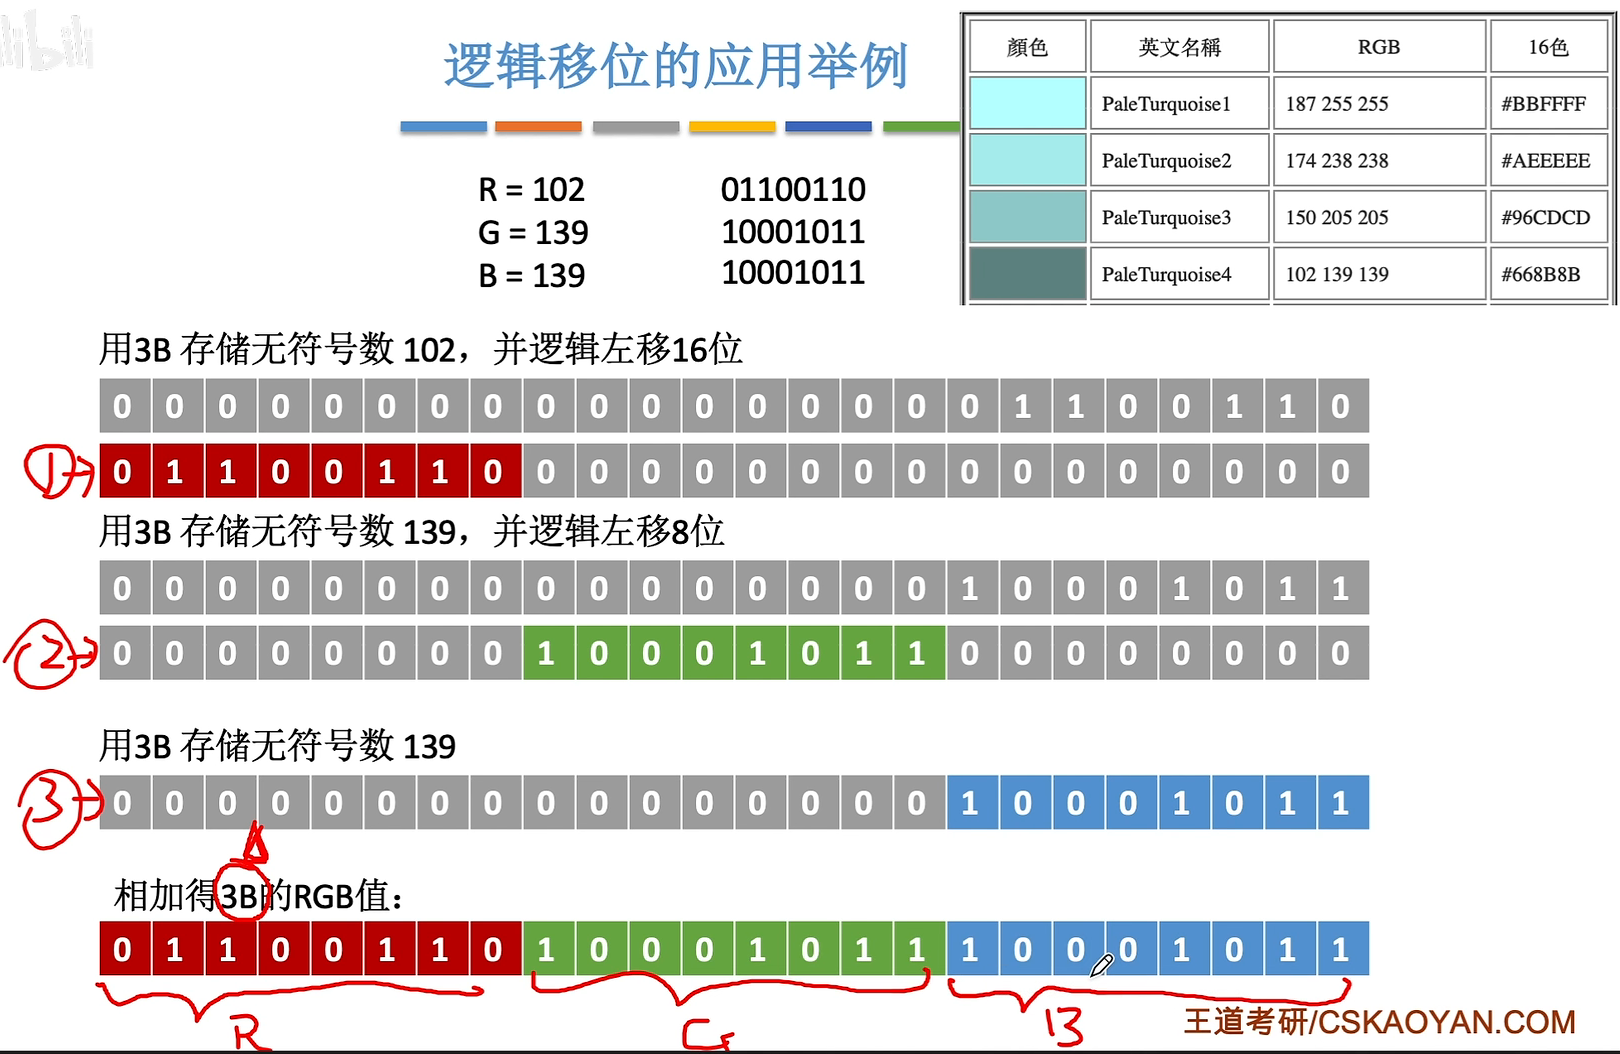 bilibili
逻辑移位的应用举例
顏色 英文名稱 RGB 16色
PaleTurquoise1 187 255 255 #BBFFFF
PaleTurquoise2 174 238 238 #AEEEEE
PaleTurquoise3 150 205 205 #96CDCD
PaleTurquoise4 102 139 139 #668B8B
R = 102 01100110
G = 139 10001011
B = 139 10001011
用3B 存储无符号数 102，并逻辑左移16位
0 0 0 0 0 0 0 0 0 0 0 0 0 0 0 0 0 1 1 0 0 1 1 0
① 0 1 1 0 0 1 1 0 0 0 0 0 0 0 0 0 0 0 0 0 0 0 0 0
用3B 存储无符号数 139，并逻辑左移8位
0 0 0 0 0 0 0 0 0 0 0 0 0 0 0 0 1 0 0 0 1 0 1 1
② 0 0 0 0 0 0 0 0 1 0 0 0 1 0 1 1 0 0 0 0 0 0 0 0
用3B 存储无符号数 139
③ 0 0 0 0 0 0 0 0 0 0 0 0 0 0 0 0 1 0 0 0 1 0 1 1
相加得3B的RGB值：
0 1 1 0 0 1 1 0 1 0 0 0 1 0 1 1 1 0 0 0 1 0 1 1
R G B
王道考研/CSKAOYAN.COM